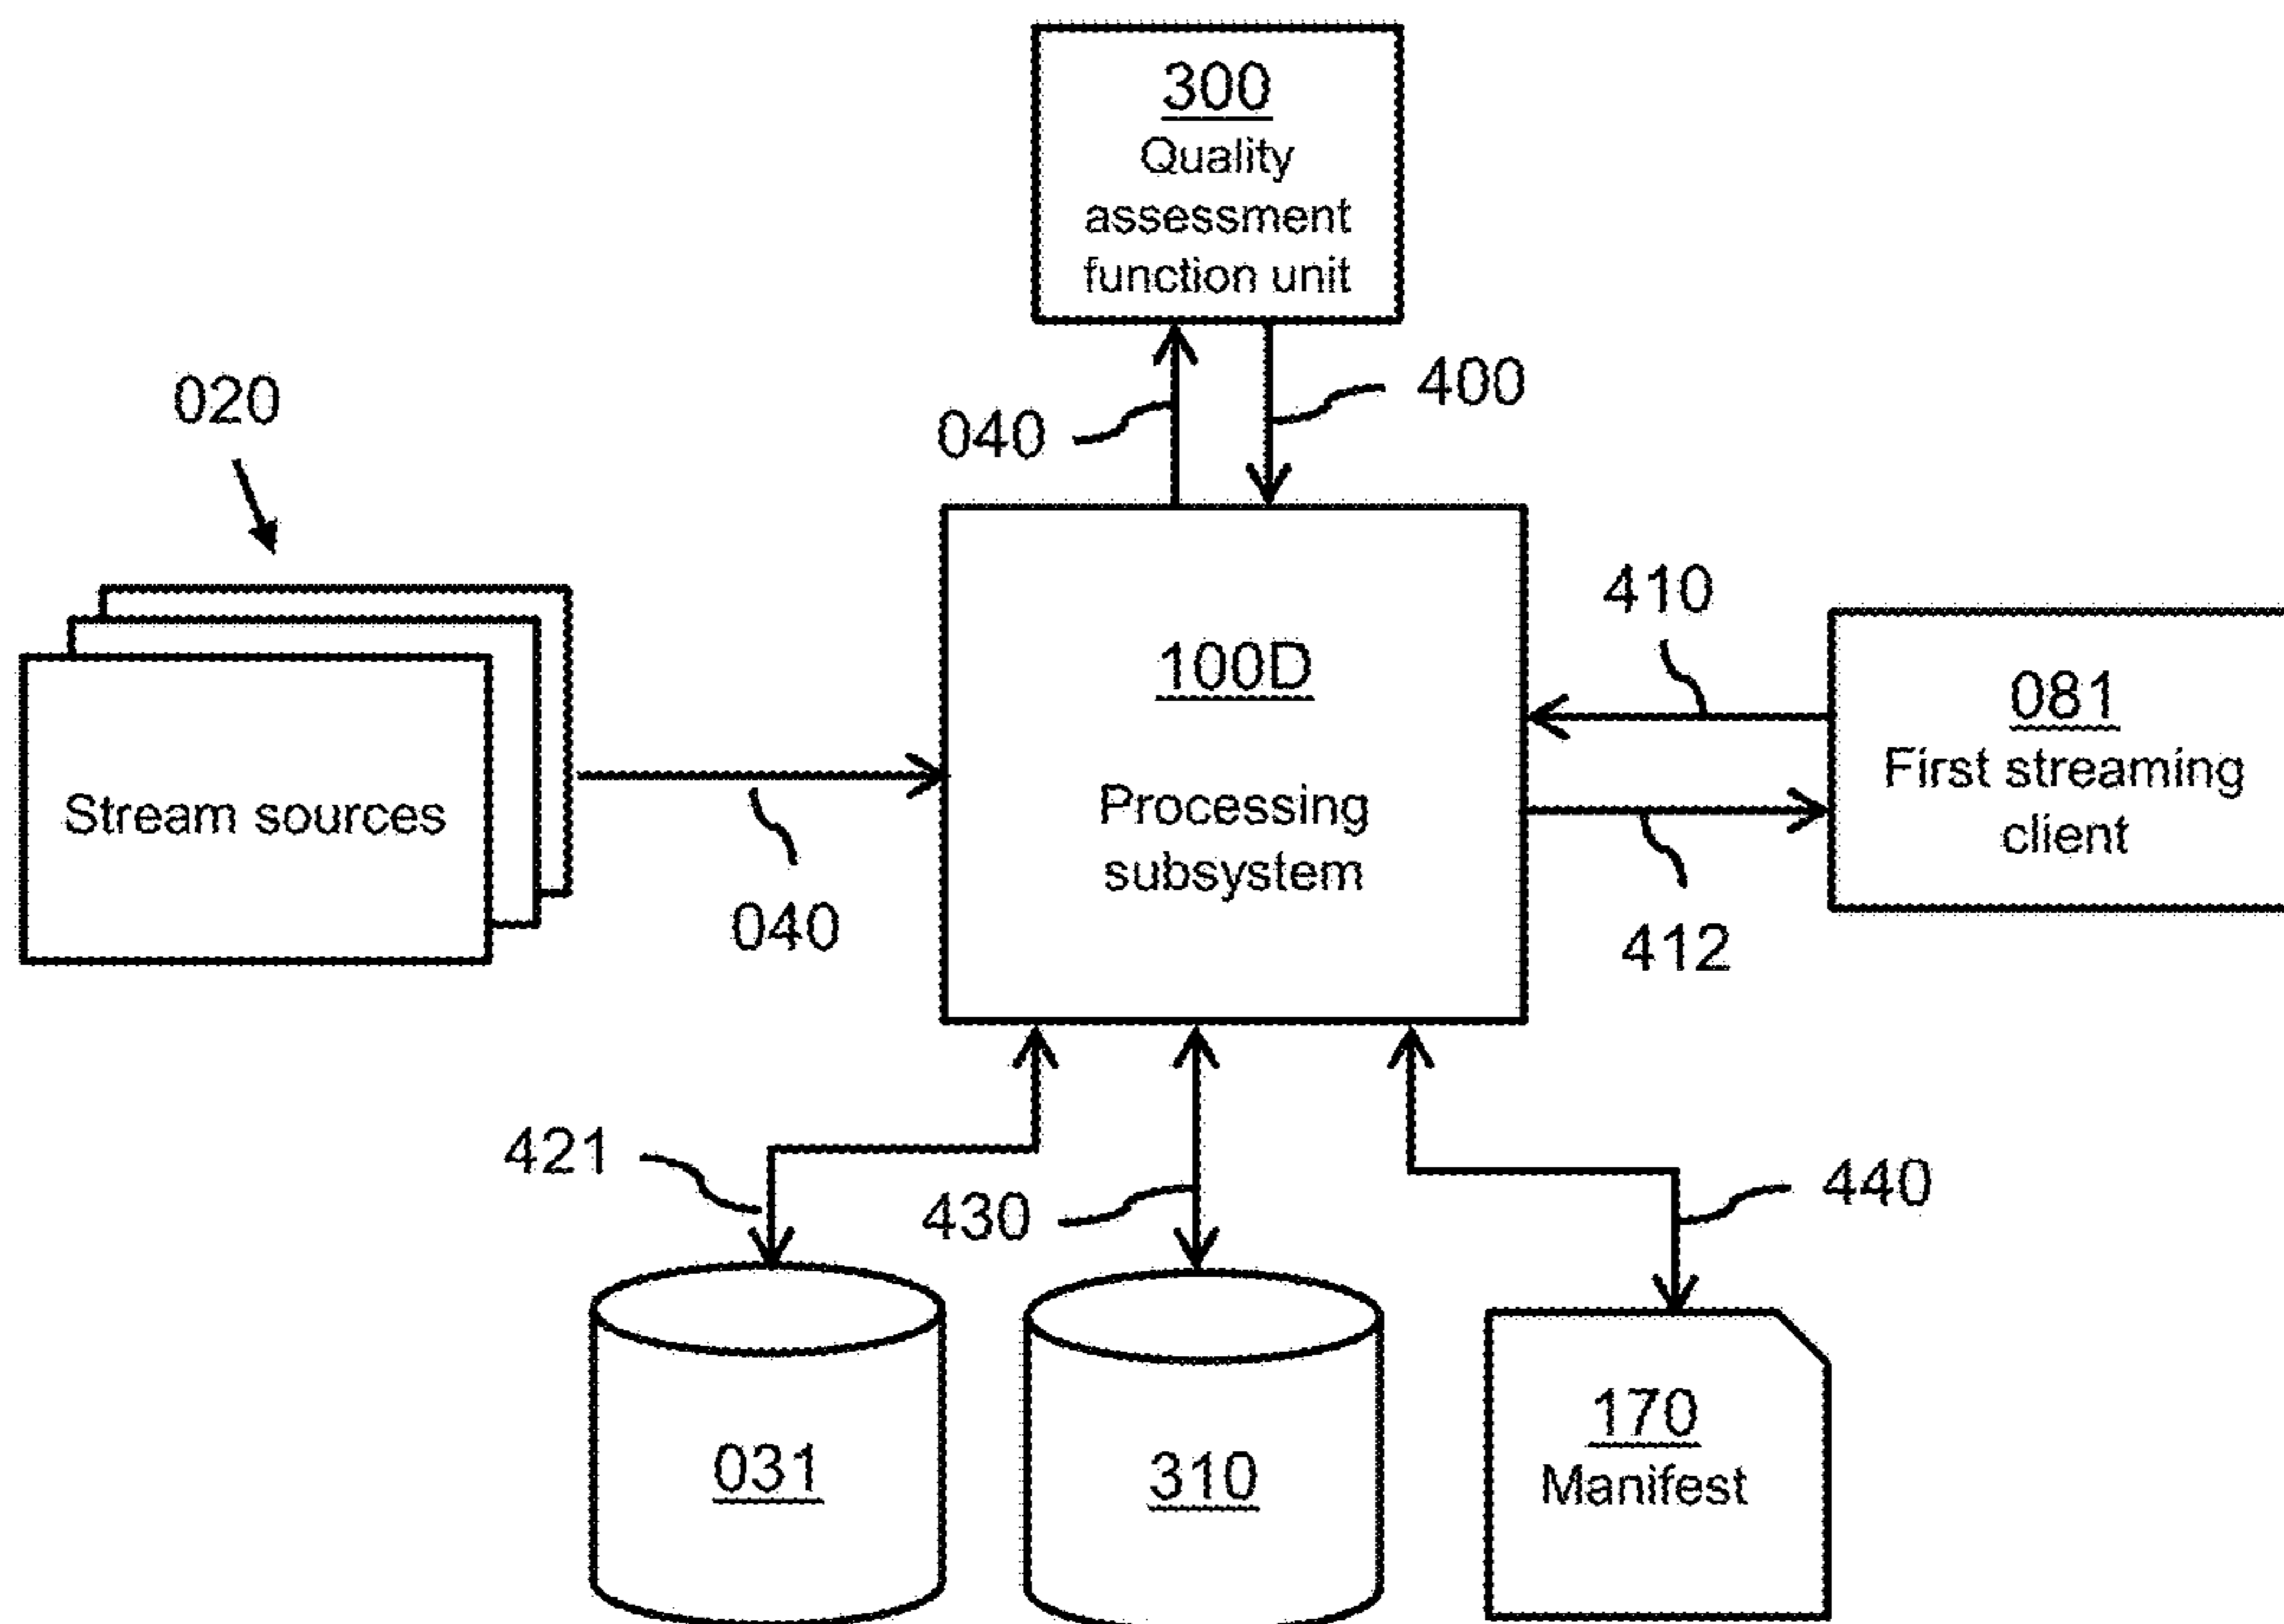 300
Quality
assessment
function unit
020
040
400
410
100D
081
First streaming
client
Stream sources
Processing
subsystem
040
412
421
430
440
031
310
170
Manifest